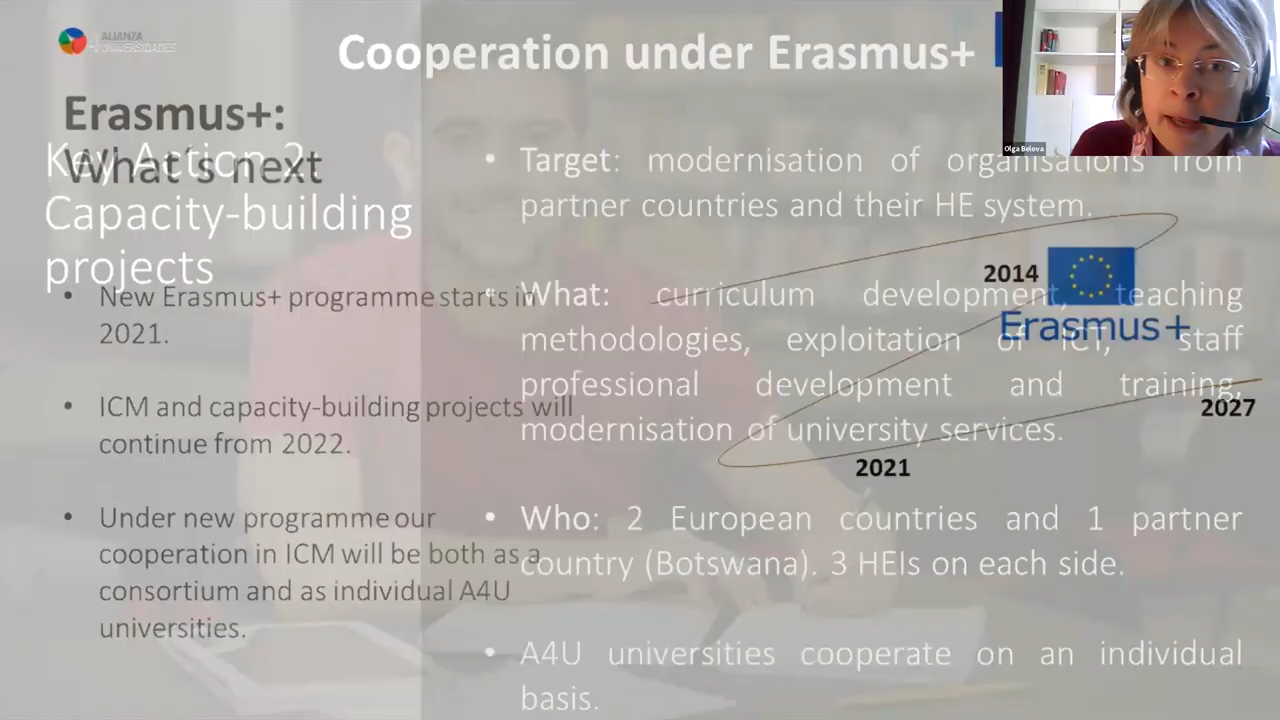 ALIANZA
4 UNIVERSIDADES
Cooperation under Erasmus+
Olga Belova
Erasmus+:
What´s next
Key Action 2.
Capacity-building
projects
• New Erasmus+ programme starts in
2021.
• ICM and capacity-building projects will
continue from 2022.
• Under new programme our
cooperation in ICM will be both as a
consortium and as individual A4U
universities.
• Target: modernisation of organisations from
partner countries and their HE system.
• What: curriculum development, teaching
methodologies, exploitation of ICT, staff
professional development and training,
modernisation of university services.
• Who: 2 European countries and 1 partner
country (Botswana). 3 HEIs on each side.
• A4U universities cooperate on an individual
basis.
2014
Erasmus+
2027
2021